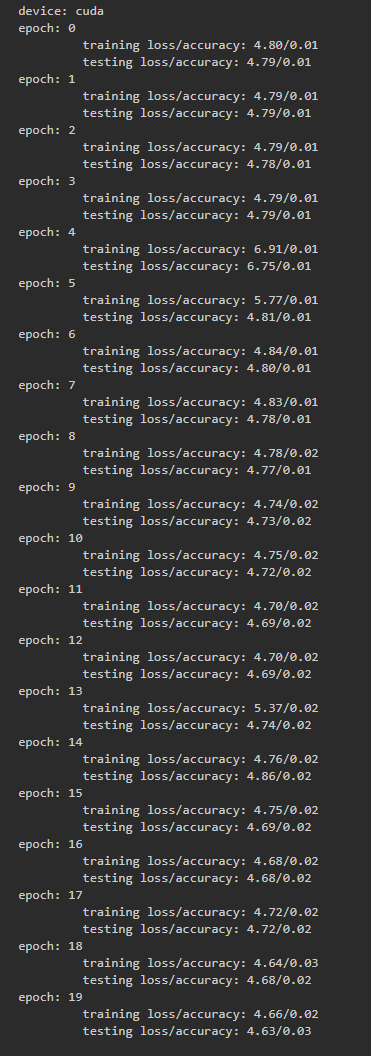 device: cuda
epoch: 0
training loss/accuracy: 4.80/0.01
testing loss/accuracy: 4.79/0.01
epoch: 1
training loss/accuracy: 4.79/0.01
testing loss/accuracy: 4.79/0.01
epoch: 2
training loss/accuracy: 4.79/0.01
testing loss/accuracy: 4.78/0.01
epoch: 3
training loss/accuracy: 4.79/0.01
testing loss/accuracy: 4.79/0.01
epoch: 4
training loss/accuracy: 6.91/0.01
testing loss/accuracy: 6.75/0.01
epoch: 5
training loss/accuracy: 5.77/0.01
testing loss/accuracy: 4.81/0.01
epoch: 6
training loss/accuracy: 4.84/0.01
testing loss/accuracy: 4.80/0.01
epoch: 7
training loss/accuracy: 4.83/0.01
testing loss/accuracy: 4.78/0.01
epoch: 8
training loss/accuracy: 4.78/0.02
testing loss/accuracy: 4.77/0.01
epoch: 9
training loss/accuracy: 4.74/0.02
testing loss/accuracy: 4.73/0.02
epoch: 10
training loss/accuracy: 4.75/0.02
testing loss/accuracy: 4.72/0.02
epoch: 11
training loss/accuracy: 4.70/0.02
testing loss/accuracy: 4.69/0.02
epoch: 12
training loss/accuracy: 4.70/0.02
testing loss/accuracy: 4.69/0.02
epoch: 13
training loss/accuracy: 5.37/0.02
testing loss/accuracy: 4.74/0.02
epoch: 14
training loss/accuracy: 4.76/0.02
testing loss/accuracy: 4.86/0.02
epoch: 15
training loss/accuracy: 4.75/0.02
testing loss/accuracy: 4.69/0.02
epoch: 16
training loss/accuracy: 4.68/0.02
testing loss/accuracy: 4.68/0.02
epoch: 17
training loss/accuracy: 4.72/0.02
testing loss/accuracy: 4.72/0.02
epoch: 18
training loss/accuracy: 4.64/0.03
testing loss/accuracy: 4.68/0.02
epoch: 19
training loss/accuracy: 4.66/0.02
testing loss/accuracy: 4.63/0.03